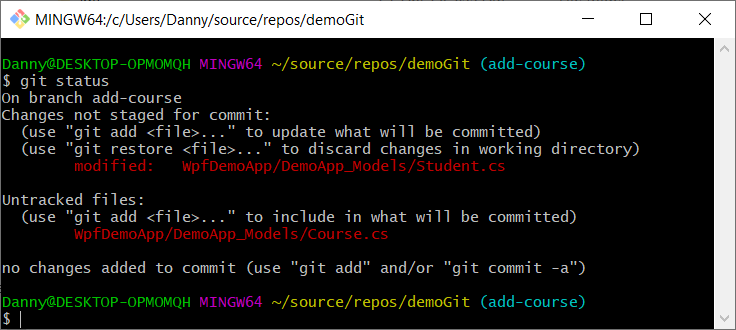 MINGW64:/c/Users/Danny/source/repos/demoGit
Danny@DESKTOP-OPMOMQH MINGW64 ~/source/repos/demoGit (add-course)
$ git status
On branch add-course
Changes not staged for commit:
  (use "git add <file>..." to update what will be committed)
  (use "git restore <file>..." to discard changes in working directory)
        modified:   WpfDemoApp/DemoApp_Models/Student.cs
Untracked files:
  (use "git add <file>..." to include in what will be committed)
        WpfDemoApp/DemoApp_Models/Course.cs
no changes added to commit (use "git add" and/or "git commit -a")
Danny@DESKTOP-OPMOMQH MINGW64 ~/source/repos/demoGit (add-course)
$